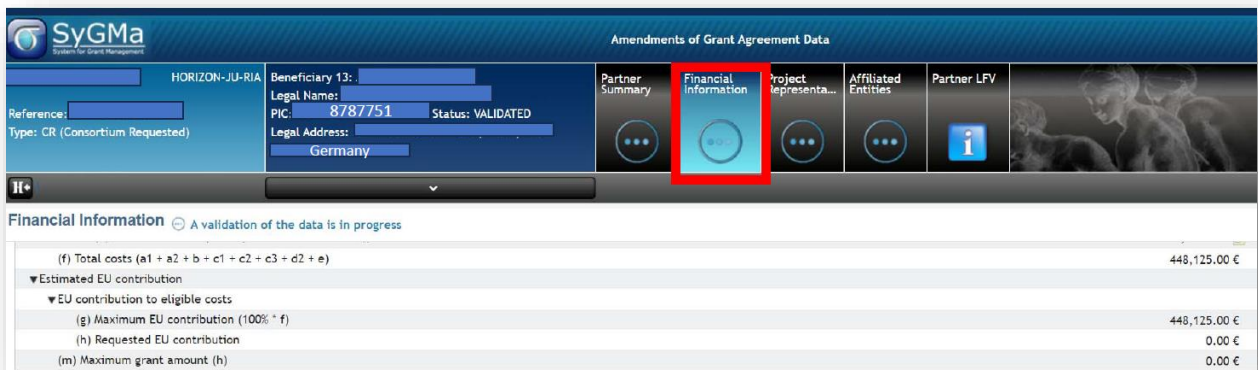 SyGMa
System for Grant Management
Amendments of Grant Agreement Data
HORIZON-JU-RIA
Reference:
Type: CR (Consortium Requested)
Beneficiary 13:
Legal Name:
PIC: 8787751 Status: VALIDATED
Legal Address:
Germany
Partner Summary
Financial Information
Project Representa...
Affiliated Entities
Partner LFV
i
H+
Financial Information A validation of the data is in progress
(f) Total costs (a1 + a2 + b + c1 + c2 + c3 + d2 + e) 448,125.00 €
▼Estimated EU contribution
▼EU contribution to eligible costs
(g) Maximum EU contribution (100% * f) 448,125.00 €
(h) Requested EU contribution 0.00 €
(m) Maximum grant amount (h) 0.00 €